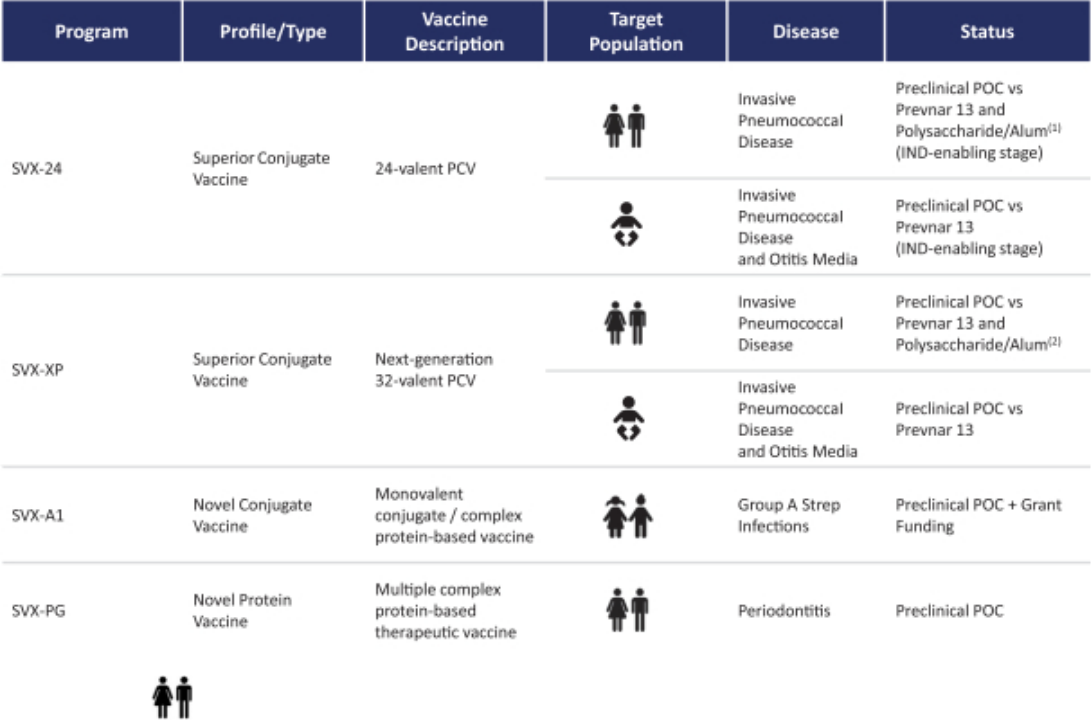 Program
Profile/Type
Vaccine
Description
Target
Population
Disease
Status
SVX-24
Superior Conjugate
Vaccine
24-valent PCV
Invasive
Pneumococcal
Disease
Preclinical POC vs
Prevnar 13 and
Polysaccharide/Alum(1)
(IND-enabling stage)
Invasive
Pneumococcal
Disease
and Otitis Media
Preclinical POC vs
Prevnar 13
(IND-enabling stage)
SVX-XP
Superior Conjugate
Vaccine
Next-generation
32-valent PCV
Invasive
Pneumococcal
Disease
Preclinical POC vs
Prevnar 13 and
Polysaccharide/Alum(2)
Invasive
Pneumococcal
Disease
and Otitis Media
Preclinical POC vs
Prevnar 13
SVX-A1
Novel Conjugate
Vaccine
Monovalent
conjugate / complex
protein-based vaccine
Group A Strep
Infections
Preclinical POC + Grant
Funding
SVX-PG
Novel Protein
Vaccine
Multiple complex
protein-based
therapeutic vaccine
Periodontitis
Preclinical POC